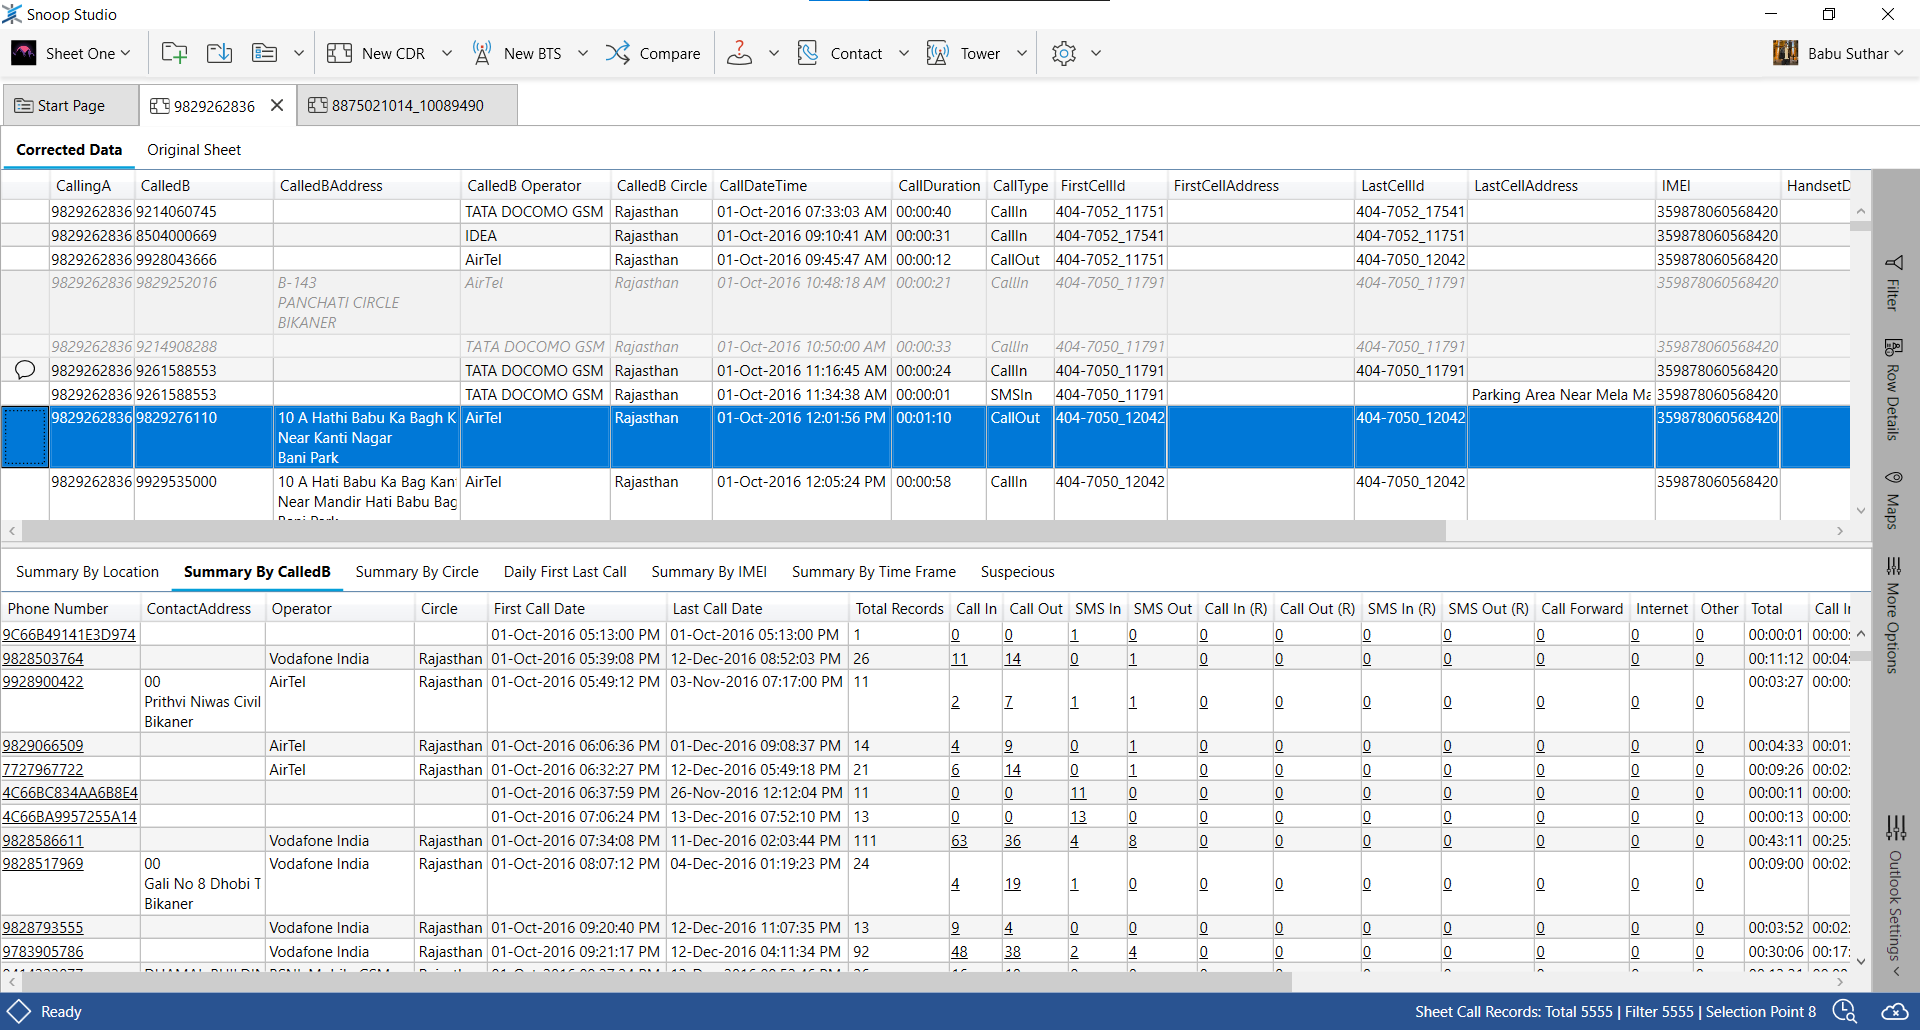 Snoop Studio
Sheet One New CDR New BTS Compare Contact Tower Babu Suthar
Start Page 9829262836 8875021014_10089490
Corrected Data Original Sheet
CallingA CalledB CalledBAddress CalledB Operator CalledB Circle CallDateTime CallDuration CallType FirstCellId FirstCellAddress LastCellId LastCellAddress IMEI HandsetD
9829262836 9214060745 TATA DOCOMO GSM Rajasthan 01-Oct-2016 07:33:03 AM 00:00:40 CallIn 404-7052_11751 404-7052_17541 359878060568420
9829262836 8504000669 IDEA Rajasthan 01-Oct-2016 09:10:41 AM 00:00:31 CallIn 404-7052_17541 404-7052_11751 359878060568420
9829262836 9928043666 AirTel Rajasthan 01-Oct-2016 09:45:47 AM 00:00:12 CallOut 404-7052_11751 404-7050_12042 359878060568420
9829262836 9829252016 B-143 AirTel Rajasthan 01-Oct-2016 10:48:18 AM 00:00:21 CallIn 404-7050_11791 404-7050_11791 359878060568420
PANCHATI CIRCLE
BIKANER
9829262836 9214908288 TATA DOCOMO GSM Rajasthan 01-Oct-2016 10:50:00 AM 00:00:33 CallIn 404-7050_11791 404-7050_11791 359878060568420
9829262836 9261588553 TATA DOCOMO GSM Rajasthan 01-Oct-2016 11:16:45 AM 00:00:24 CallIn 404-7050_11791 404-7050_11791 359878060568420
9829262836 9261588553 TATA DOCOMO GSM Rajasthan 01-Oct-2016 11:34:38 AM 00:00:01 SMSIn 404-7050_11791 Parking Area Near Mela Ma 359878060568420
9829262836 9829276110 10 A Hathi Babu Ka Bagh K AirTel Rajasthan 01-Oct-2016 12:01:56 PM 00:01:10 CallOut 404-7050_12042 404-7050_12042 359878060568420
Near Kanti Nagar
Bani Park
9829262836 9929535000 10 A Hati Babu Ka Bag Kan AirTel Rajasthan 01-Oct-2016 12:05:24 PM 00:00:58 CallIn 404-7050_12042 404-7050_12042 359878060568420
Near Mandir Hati Babu Bag
Bani Park
Filter
Row Details
Maps
More Options
Outlook Settings
Summary By Location Summary By CalledB Summary By Circle Daily First Last Call Summary By IMEI Summary By Time Frame Suspecious
Phone Number ContactAddress Operator Circle First Call Date Last Call Date Total Records Call In Call Out SMS In SMS Out Call In (R) Call Out (R) SMS In (R) SMS Out (R) Call Forward Internet Other Total Call In
9C66B49141E3D974 01-Oct-2016 05:13:00 PM 01-Oct-2016 05:13:00 PM 1 0 0 1 0 0 0 0 0 0 0 0 00:00:01 00:00:
9828503764 Vodafone India Rajasthan 01-Oct-2016 05:39:08 PM 12-Dec-2016 08:52:03 PM 26 11 14 0 1 0 0 0 0 0 0 0 00:11:12 00:04:
9928900422 00 AirTel Rajasthan 01-Oct-2016 05:49:12 PM 03-Nov-2016 07:17:00 PM 11 00:03:27 00:00:
Prithvi Niwas Civil 2 7 1 1 0 0 0 0 0 0 0
Bikaner
9829066509 AirTel Rajasthan 01-Oct-2016 06:06:36 PM 01-Dec-2016 09:08:37 PM 14 4 9 0 1 0 0 0 0 0 0 0 00:04:33 00:01:
7727967722 AirTel Rajasthan 01-Oct-2016 06:32:27 PM 12-Dec-2016 05:49:18 PM 21 6 14 0 1 0 0 0 0 0 0 0 00:09:26 00:02:
4C66BC834AA6B8E4 01-Oct-2016 06:37:59 PM 26-Nov-2016 12:12:04 PM 11 0 0 11 0 0 0 0 0 0 0 0 00:00:11 00:00:
4C66BA9957255A14 01-Oct-2016 07:06:24 PM 13-Dec-2016 07:52:10 PM 13 0 0 13 0 0 0 0 0 0 0 0 00:00:13 00:00:
9828586611 Vodafone India Rajasthan 01-Oct-2016 07:34:08 PM 11-Dec-2016 02:03:44 PM 111 63 36 4 8 0 0 0 0 0 0 0 00:43:11 00:25:
9828517969 00 Vodafone India Rajasthan 01-Oct-2016 08:07:12 PM 04-Dec-2016 01:19:23 PM 24 00:09:00 00:02:
Gali No 8 Dhobi T 4 19 1 0 0 0 0 0 0 0 0
Bikaner
9828793555 Vodafone India Rajasthan 01-Oct-2016 09:20:40 PM 12-Dec-2016 11:07:35 PM 13 9 4 0 0 0 0 0 0 0 0 0 00:03:52 00:02:
9783905786 Vodafone India Rajasthan 01-Oct-2016 09:21:17 PM 12-Dec-2016 04:11:34 PM 92 48 38 2 4 0 0 0 0 0 0 0 00:30:06 00:17:
Ready Sheet Call Records: Total 5555 | Filter 5555 | Selection Point 8